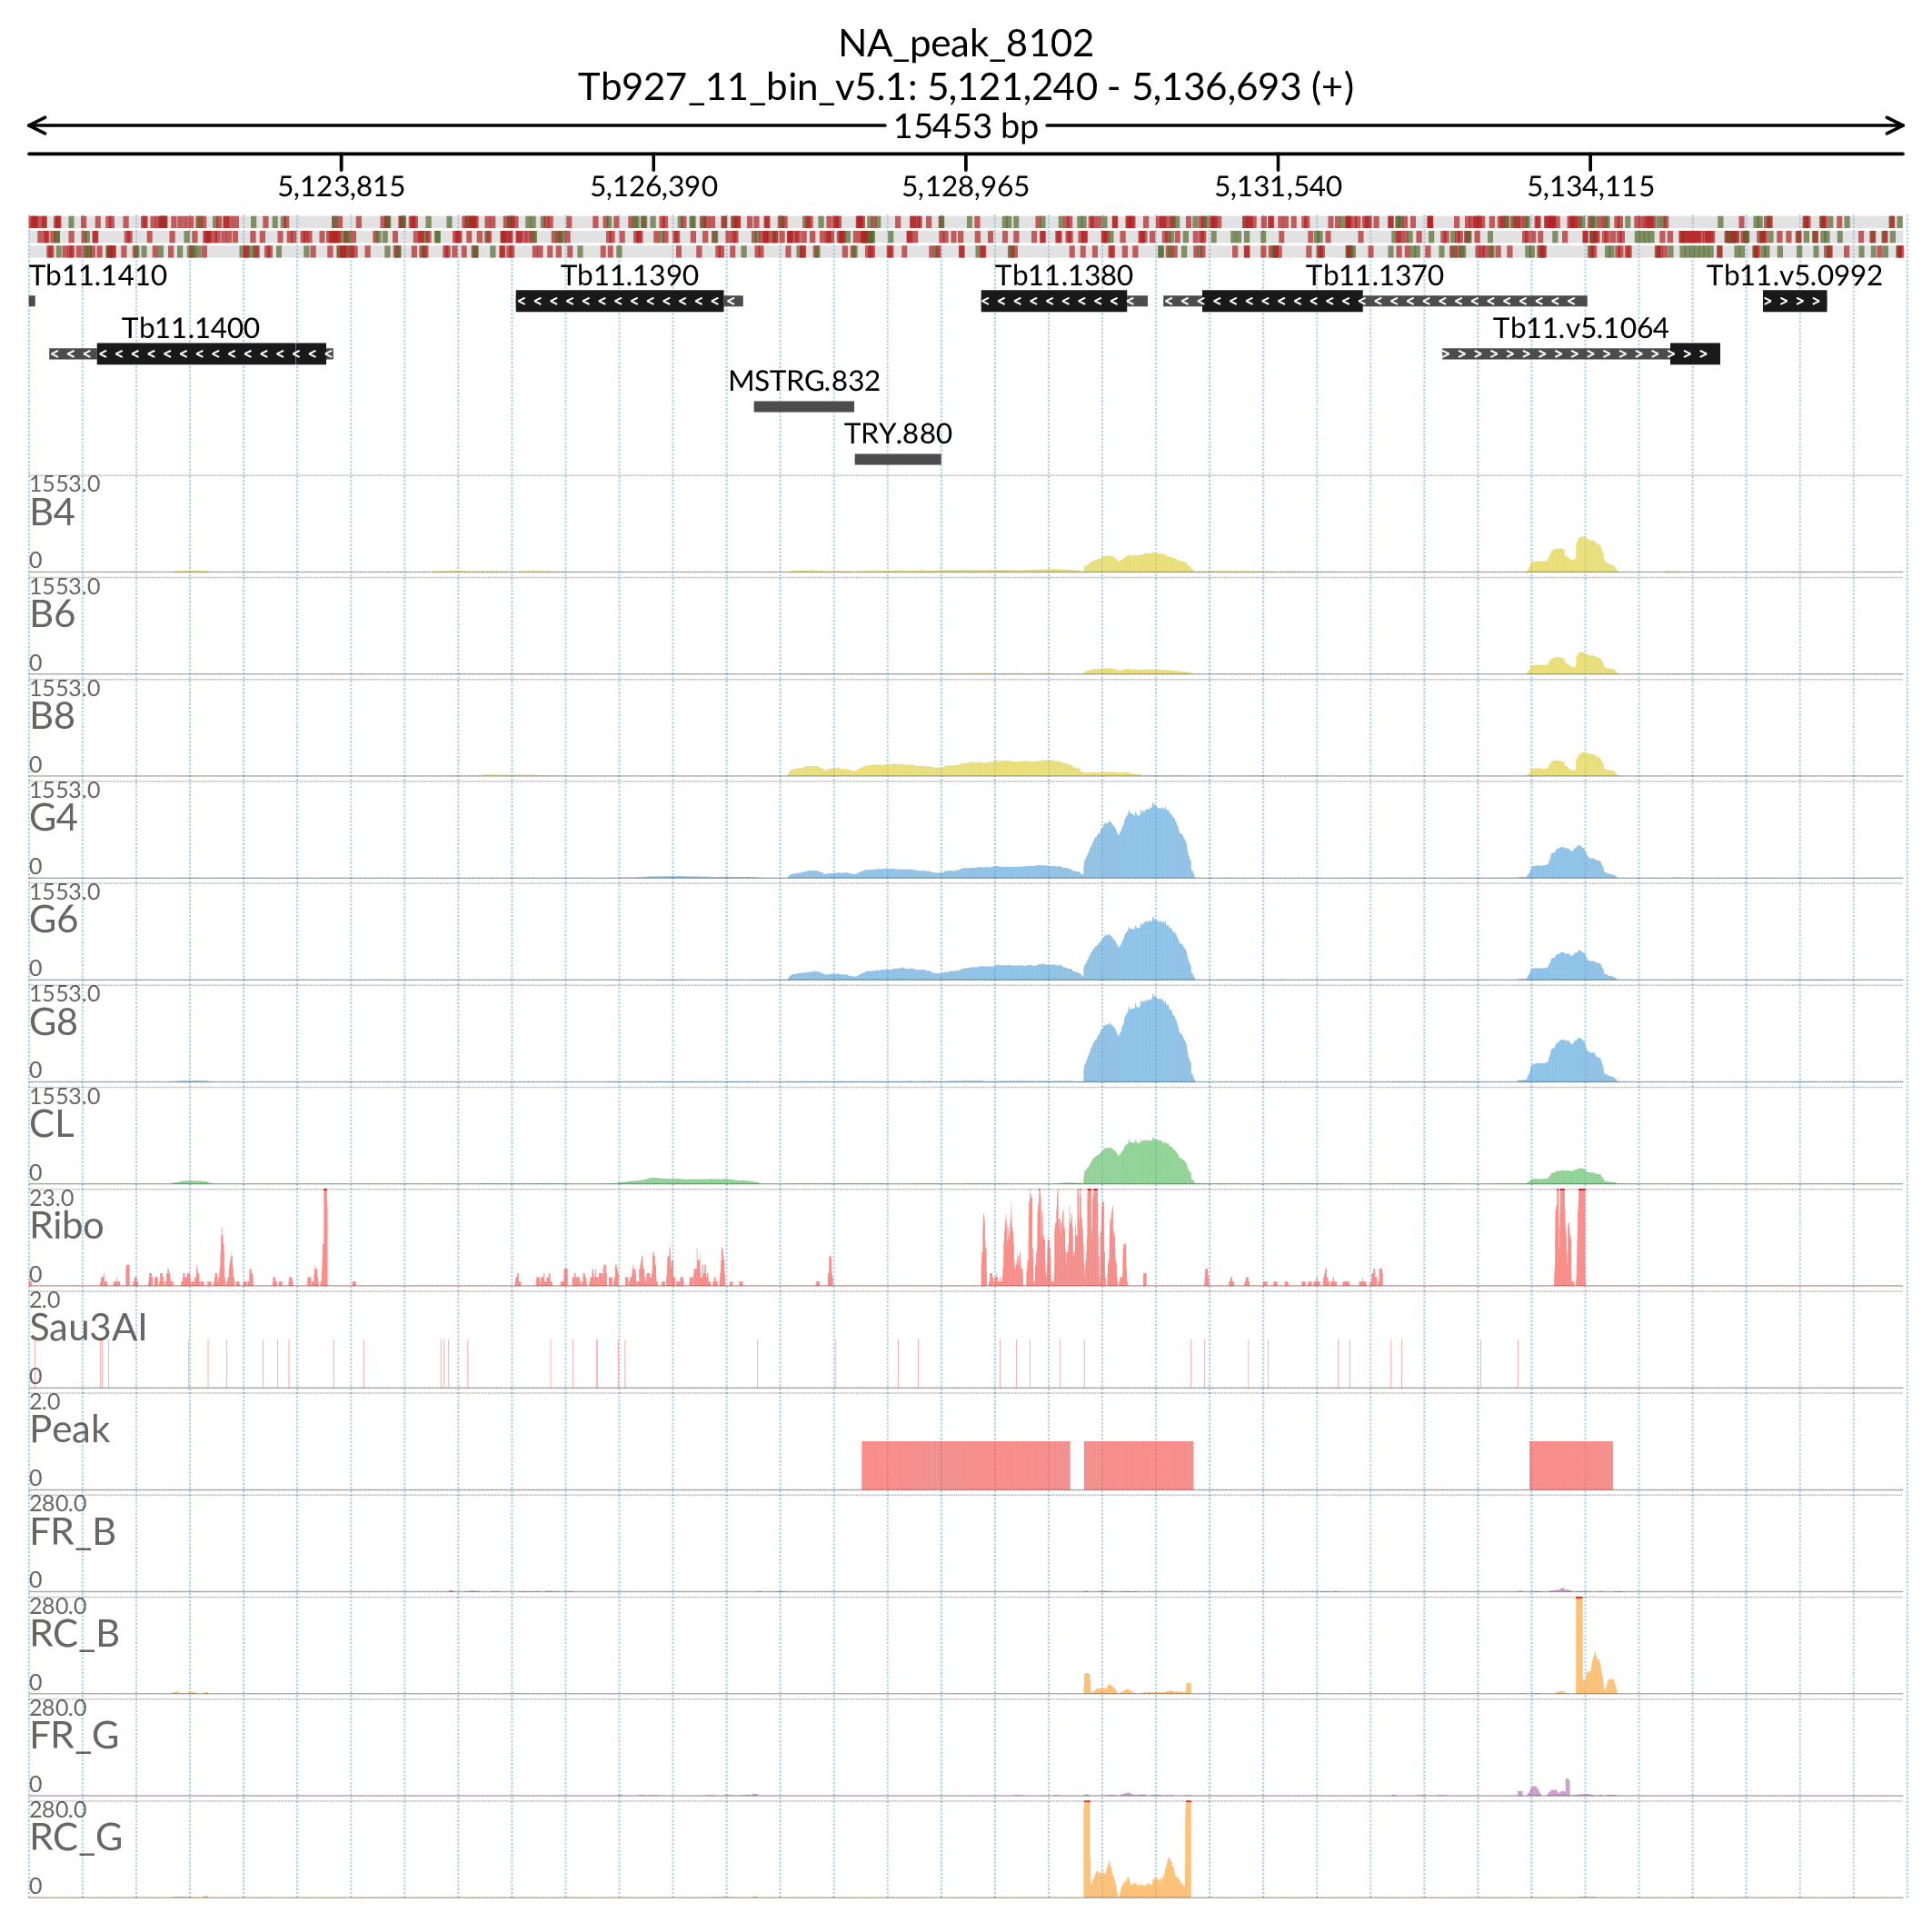 NA_peak_8102
Tb927_11_bin_v5.1: 5,121,240 - 5,136,693 (+)
15453 bp
5,123,815 5,126,390 5,128,965 5,131,540 5,134,115
Tb11.1410 Tb11.1390 Tb11.1380 Tb11.1370 Tb11.v5.0992
Tb11.1400 Tb11.v5.1064
MSTRG.832
TRY.880
1553.0
B4
0
1553.0
B6
0
1553.0
B8
0
1553.0
G4
0
1553.0
G6
0
1553.0
G8
0
1553.0
CL
0
23.0
Ribo
0
2.0
Sau3AI
0
2.0
Peak
0
280.0
FR_B
0
280.0
RC_B
0
280.0
FR_G
0
280.0
RC_G
0